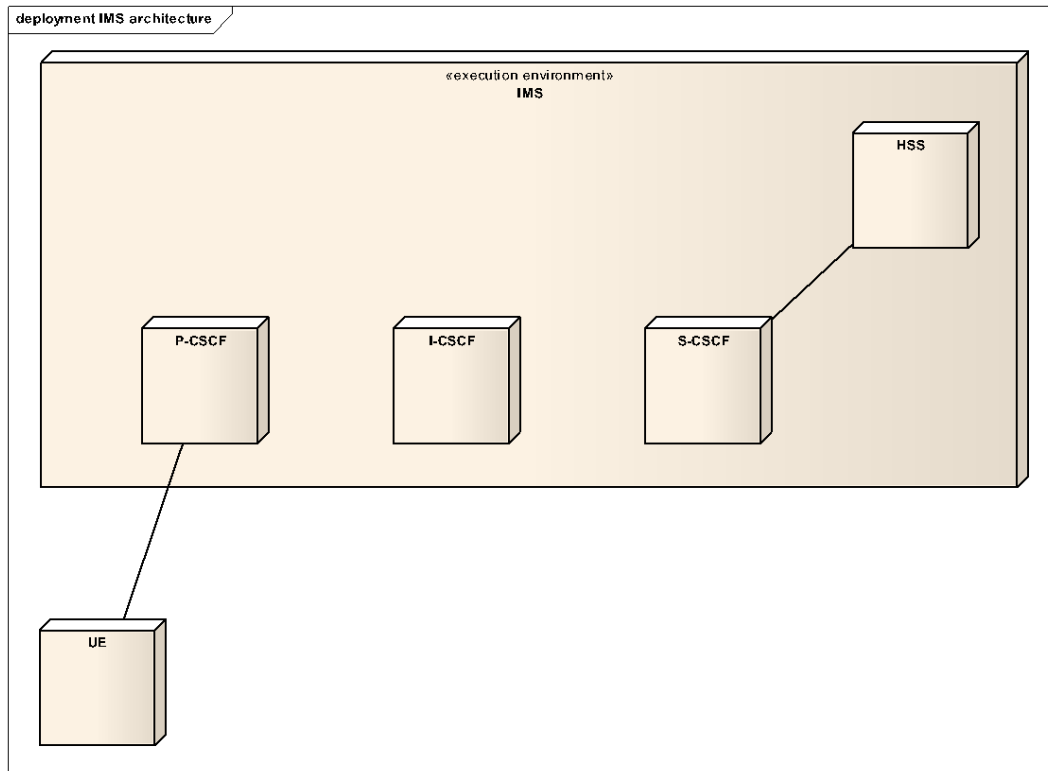 deployment IMS architecture
«execution environment»
IMS
HSS
P-CSCF
I-CSCF
S-CSCF
UE